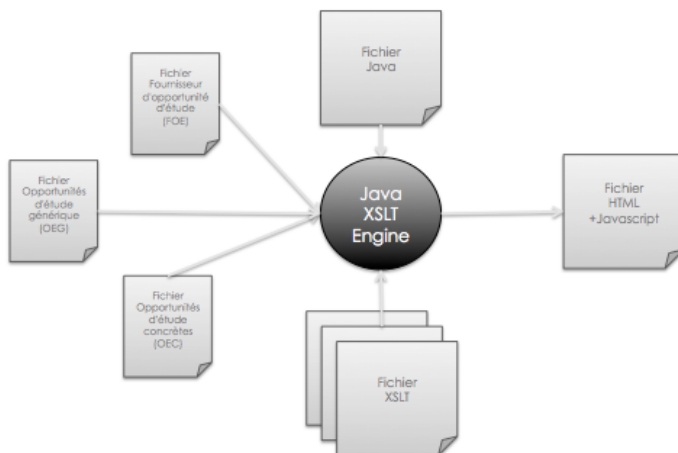 Fichier
Java
Fichier
Fournisseur
d'opportunité
d'étude
(FOE)
Fichier
Opportunités
d'étude
générique
(OEG)
Java
XSLT
Engine
Fichier
HTML
+Javascript
Fichier
Opportunités
d'étude
concrètes
(OEC)
Fichier
XSLT